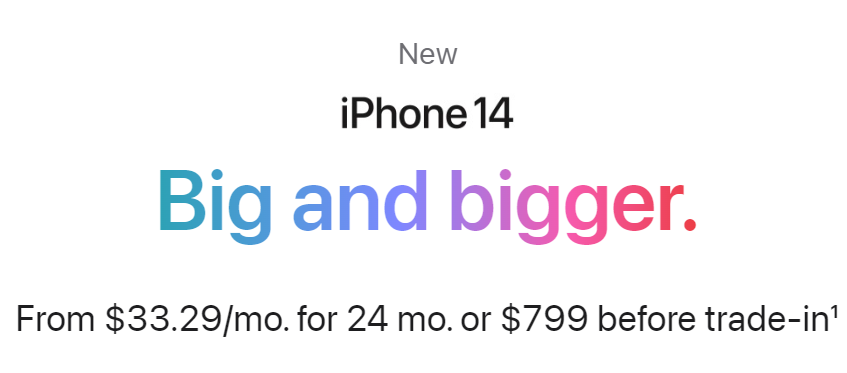 New
iPhone 14
Big and bigger.
From $33.29/mo. for 24 mo. or $799 before trade-in¹